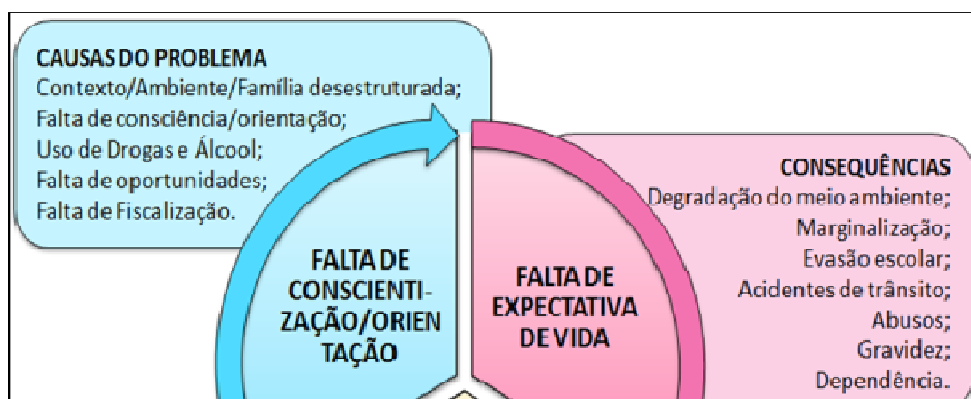 CAUSAS DO PROBLEMA
Contexto/Ambiente/Família desestruturada;
Falta de consciência/orientação;
Uso de Drogas e Álcool;
Falta de oportunidades;
Falta de Fiscalização.
FALTA DE
CONSCIENTI-
ZAÇÃO/ORIEN
TAÇÃO
FALTA DE
EXPECTATIVA
DE VIDA
CONSEQUÊNCIAS
Degradação do meio ambiente;
Marginalização;
Evasão escolar;
Acidentes de trânsito;
Abusos;
Gravidez;
Dependência.